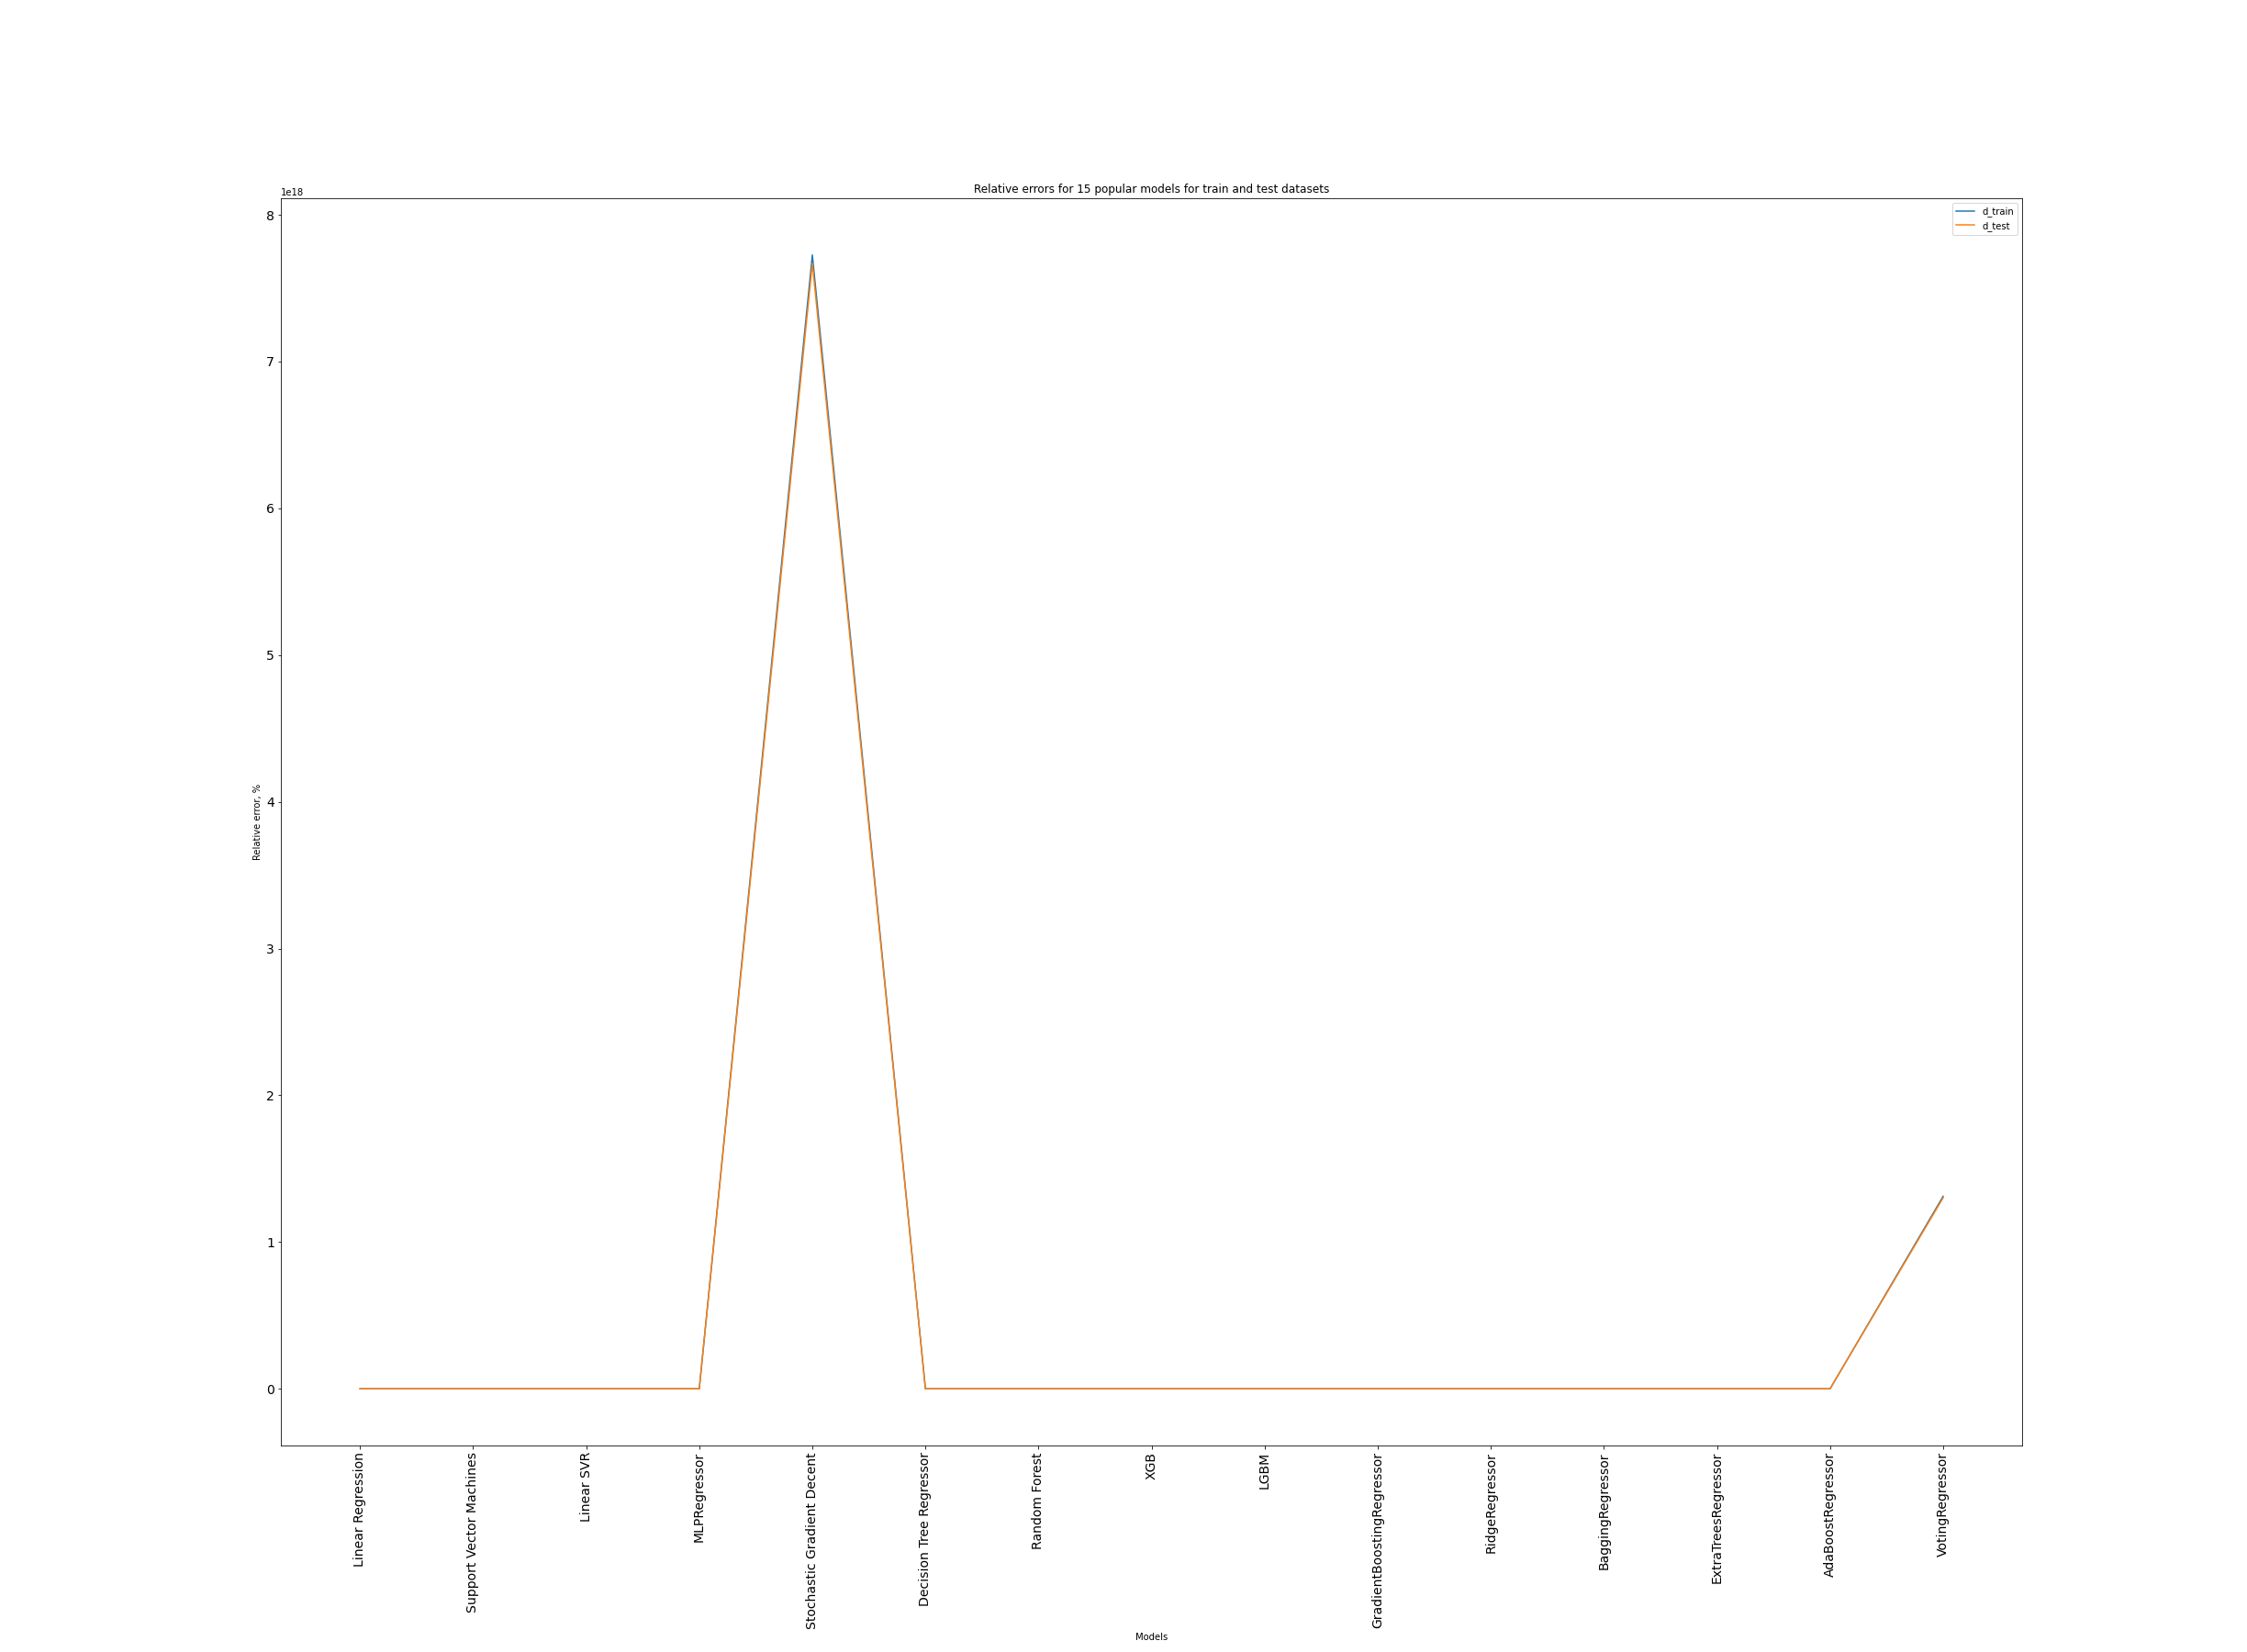 Relative errors for 15 popular models for train and test datasets
1e18
d_train
d_test
8
7
6
5
4
3
2
1
0
Relative error, %
Linear Regression
Support Vector Machines
Linear SVR
MLPRegressor
Stochastic Gradient Decent
Decision Tree Regressor
Random Forest
XGB
LGBM
GradientBoostingRegressor
RidgeRegressor
BaggingRegressor
ExtraTreesRegressor
AdaBoostRegressor
VotingRegressor
Models